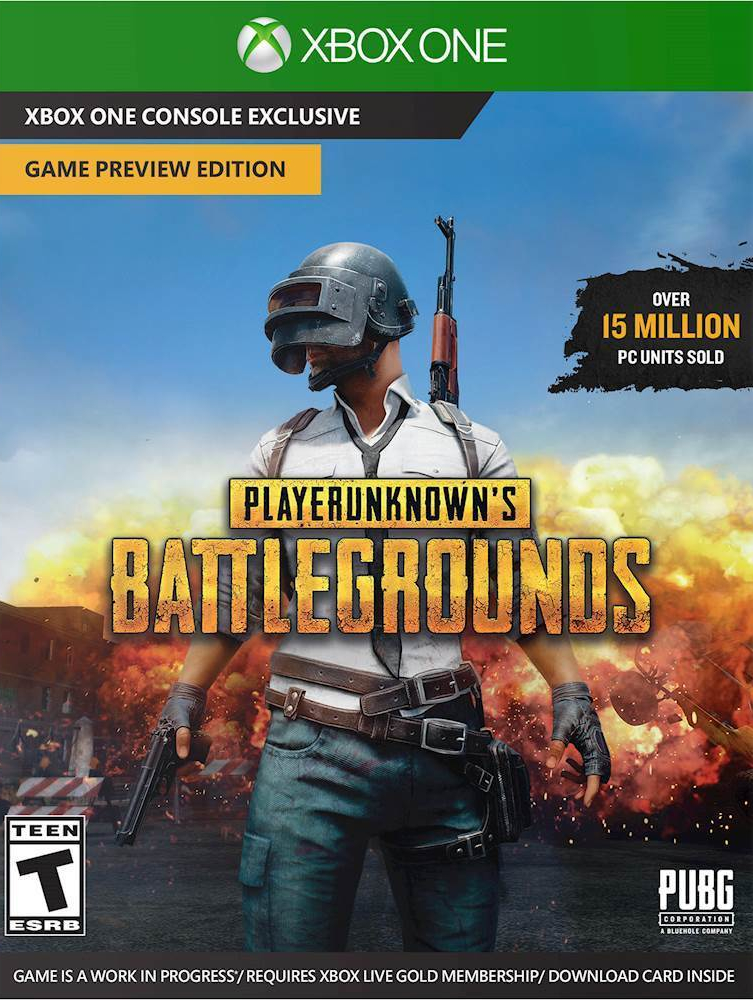 XBOX ONE
XBOX ONE CONSOLE EXCLUSIVE
GAME PREVIEW EDITION
OVER
15 MILLION
PC UNITS SOLD
PLAYERUNKNOWN'S
BATTLEGROUNDS
TEEN
T
ESRB
PUBG
CORPORATION
A BLUEHOLE COMPANY
GAME IS A WORK IN PROGRESS*/ REQUIRES XBOX LIVE GOLD MEMBERSHIP/ DOWNLOAD CARD INSIDE